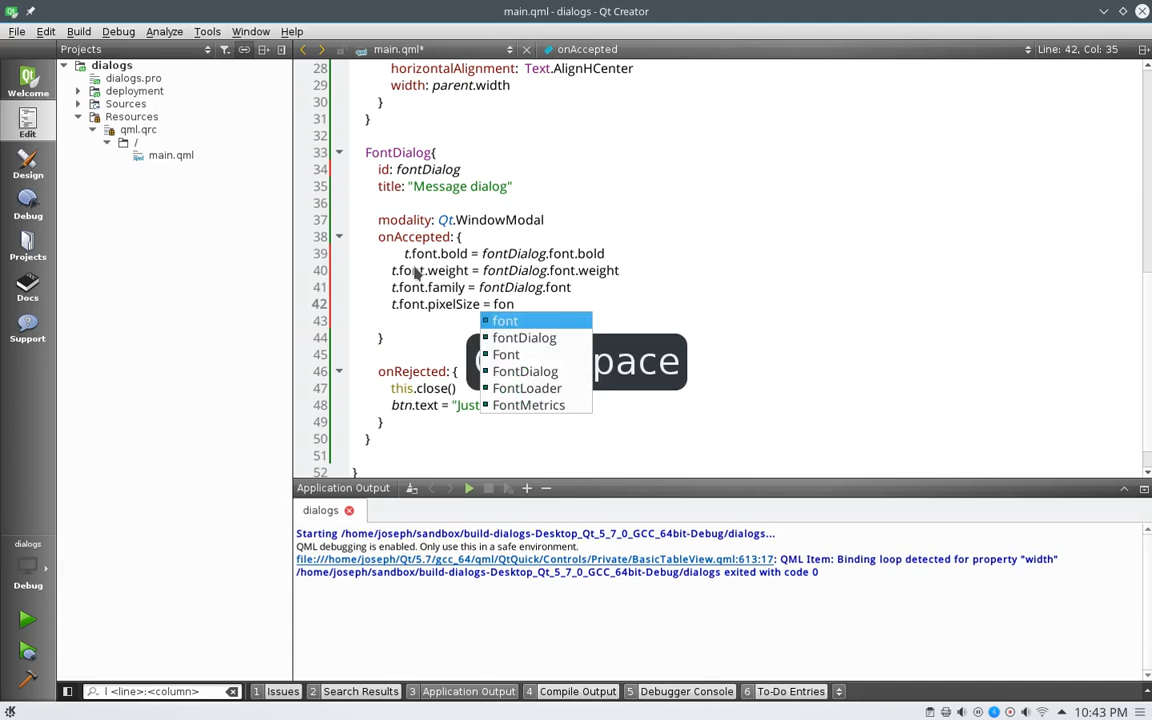 main.qml - dialogs - Qt Creator
File Edit Build Debug Analyze Tools Window Help
Projects
main.qml*
onAccepted
Line: 42, Col: 35
Welcome
Edit
Design
Debug
Projects
Docs
Support
dialogs
Debug
dialogs
dialogs.pro
deployment
Sources
Resources
qml.qrc
/
main.qml
28 horizontalAlignment: Text.AlignHCenter
29 width: parent.width
30 }
31 }
32
33 FontDialog{
34 id: fontDialog
35 title: "Message dialog"
36
37 modality: Qt.WindowModal
38 onAccepted: {
39 t.font.bold = fontDialog.font.bold
40 t.font.weight = fontDialog.font.weight
41 t.font.family = fontDialog.font
42 t.font.pixelSize = fon
43
44 }
45
46 onRejected: {
47 this.close()
48 btn.text = "Just
49 }
50 }
51
52 }
font
fontDialog
Font
FontDialog
FontLoader
FontMetrics
pace
Application Output
dialogs
Starting /home/joseph/sandbox/build-dialogs-Desktop_Qt_5_7_0_GCC_64bit-Debug/dialogs...
QML debugging is enabled. Only use this in a safe environment.
file:///home/joseph/Qt/5.7/gcc_64/qml/QtQuick/Controls/Private/BasicTableView.qml:613:17: QML Item: Binding loop detected for property "width"
/home/joseph/sandbox/build-dialogs-Desktop_Qt_5_7_0_GCC_64bit-Debug/dialogs exited with code 0
l <line>:<column>
1 Issues 2 Search Results 3 Application Output 4 Compile Output 5 Debugger Console 6 To-Do Entries
10:43 PM